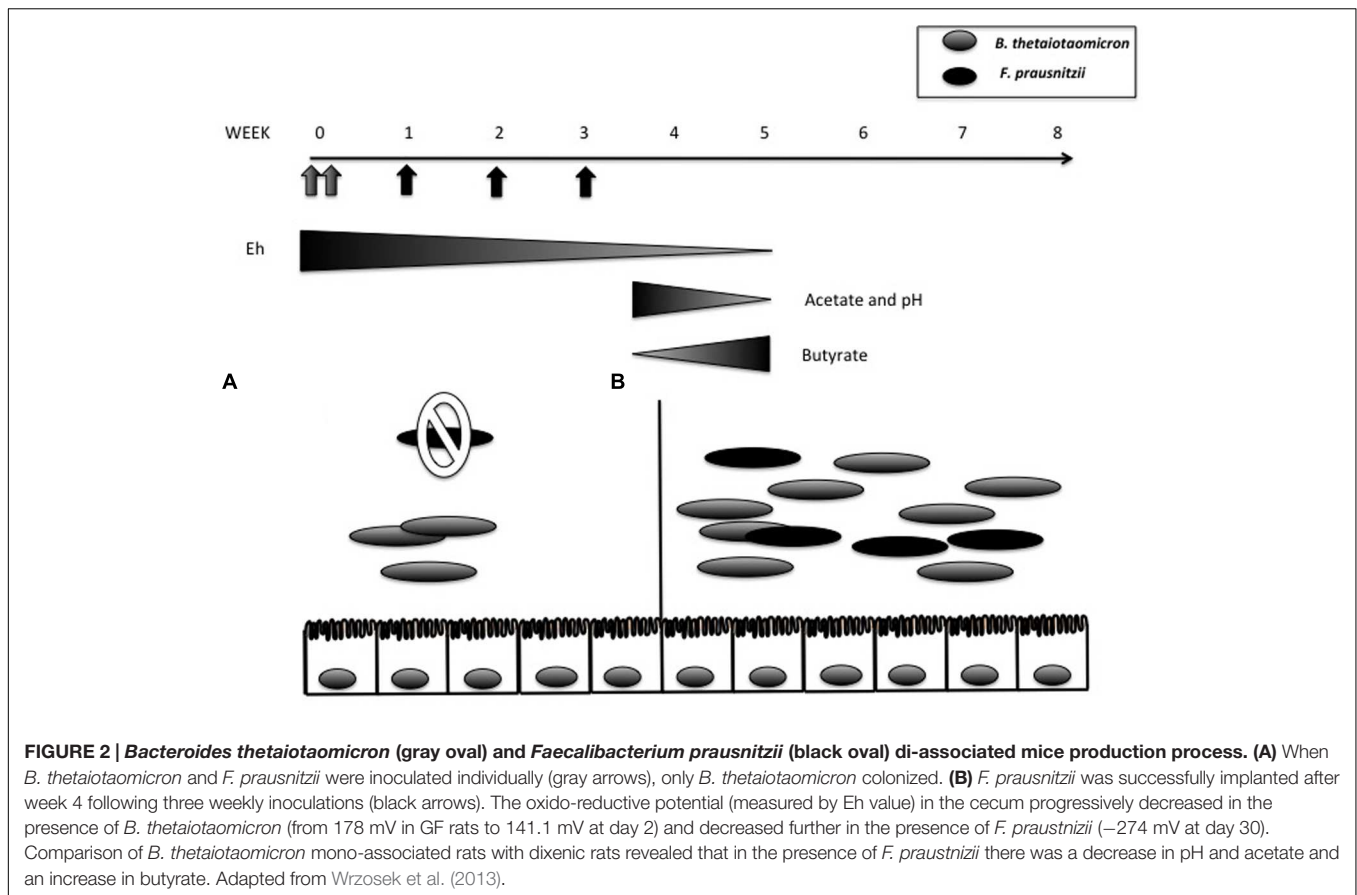 B. thetaiotaomicron
F. prausnitzii
WEEK 0 1 2 3 4 5 6 7 8
Eh
Acetate and pH
Butyrate
A B
FIGURE 2 | Bacteroides thetaiotaomicron (gray oval) and Faecalibacterium prausnitzii (black oval) di-associated mice production process. (A) When
B. thetaiotaomicron and F. prausnitzii were inoculated individually (gray arrows), only B. thetaiotaomicron colonized. (B) F. prausnitzii was successfully implanted after
week 4 following three weekly inoculations (black arrows). The oxido-reductive potential (measured by Eh value) in the cecum progressively decreased in the
presence of B. thetaiotaomicron (from 178 mV in GF rats to 141.1 mV at day 2) and decreased further in the presence of F. praustnizii (−274 mV at day 30).
Comparison of B. thetaiotaomicron mono-associated rats with dixenic rats revealed that in the presence of F. praustnizii there was a decrease in pH and acetate and
an increase in butyrate. Adapted from Wrzosek et al. (2013).